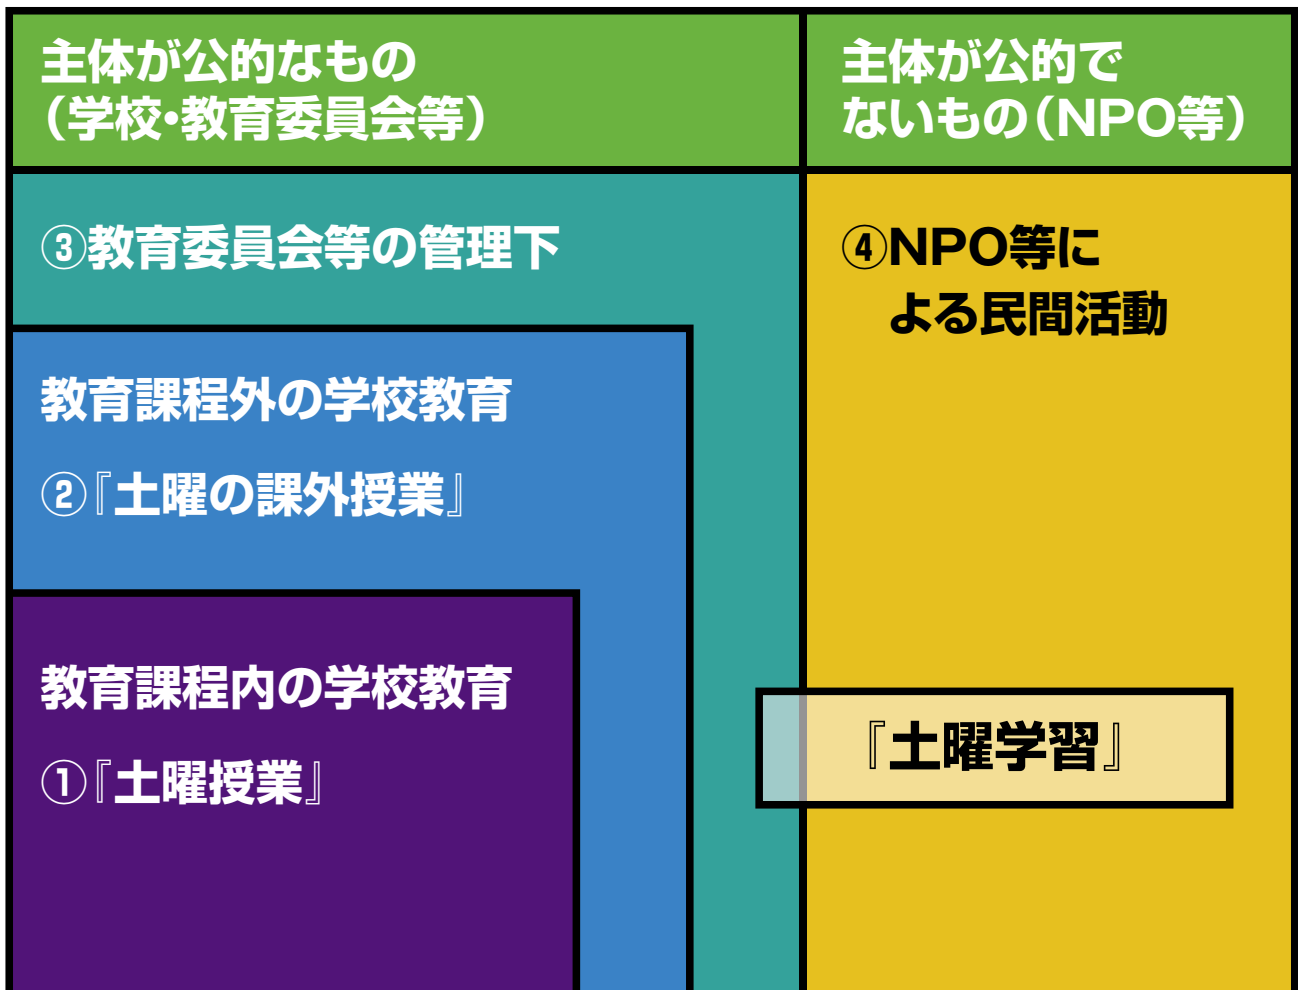 主体が公的なもの
（学校・教育委員会等）
主体が公的で
ないもの（NPO等）
③教育委員会等の管理下
④NPO等に
よる民間活動
教育課程外の学校教育
②『土曜の課外授業』
教育課程内の学校教育
①『土曜授業』
『土曜学習』